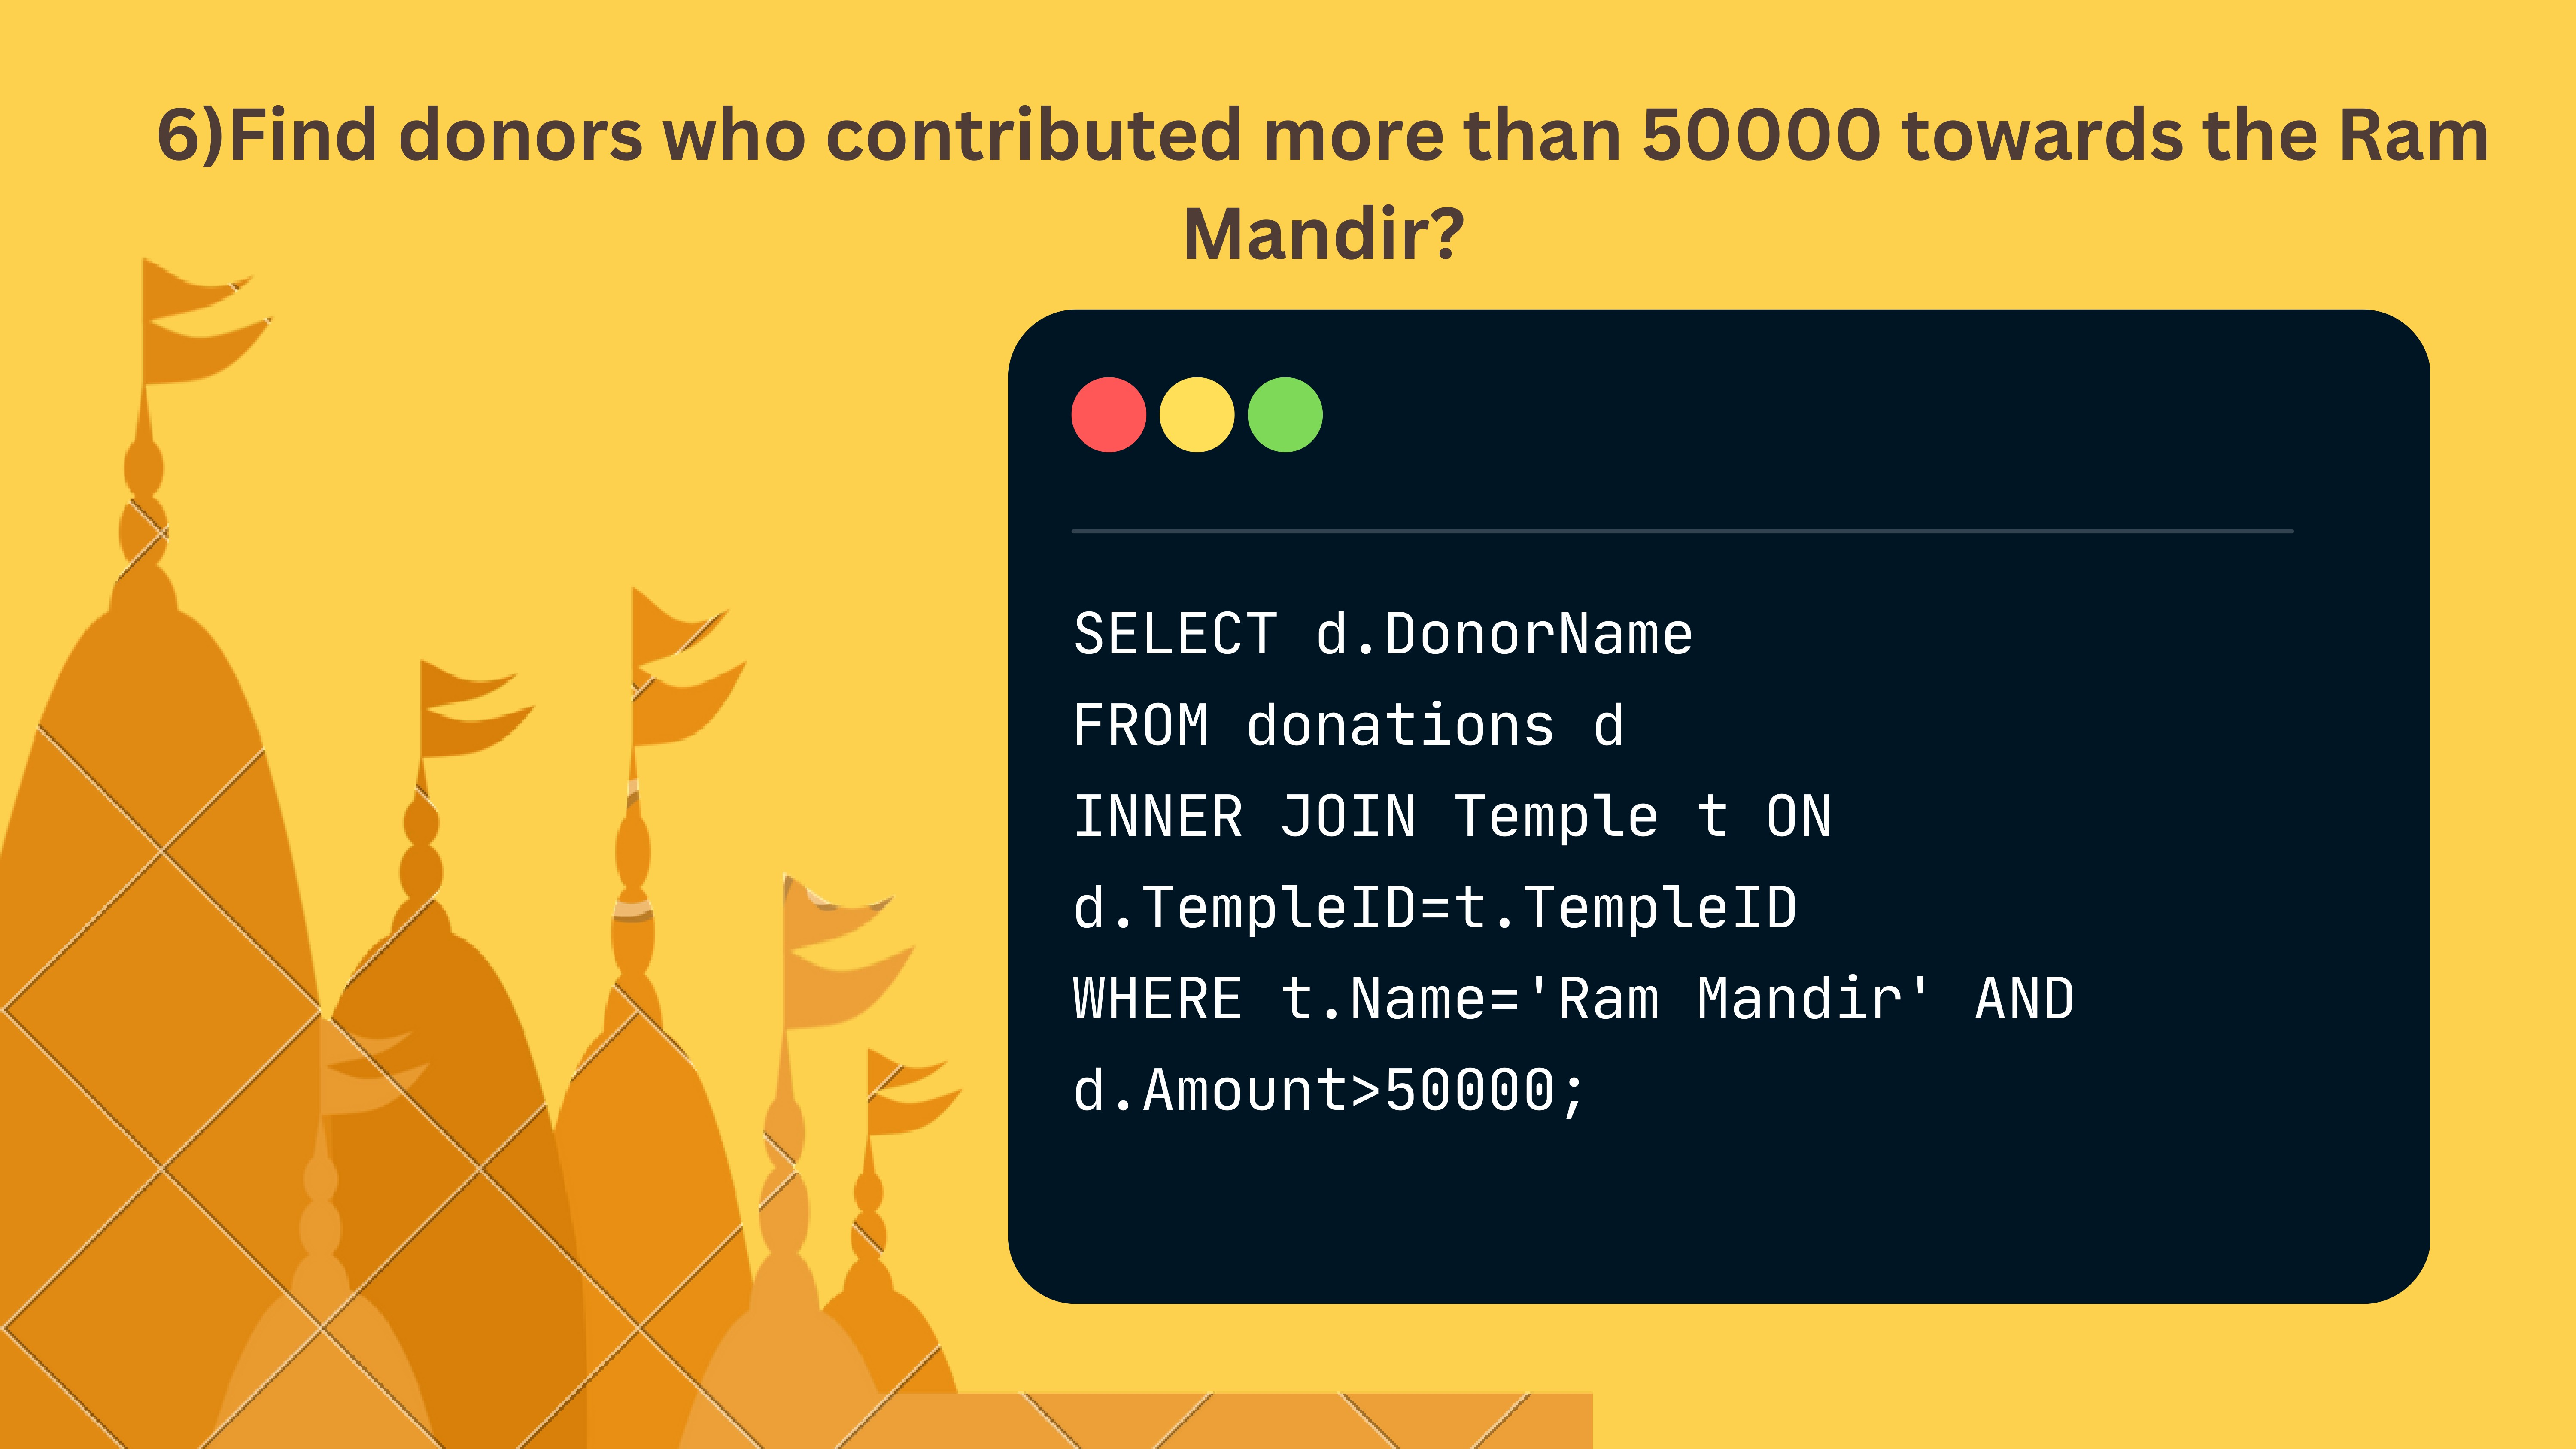 6)Find donors who contributed more than 50000 towards the Ram
Mandir?
SELECT d.DonorName
FROM donations d
INNER JOIN Temple t ON
d.TempleID=t.TempleID
WHERE t.Name='Ram Mandir' AND
d.Amount>50000;